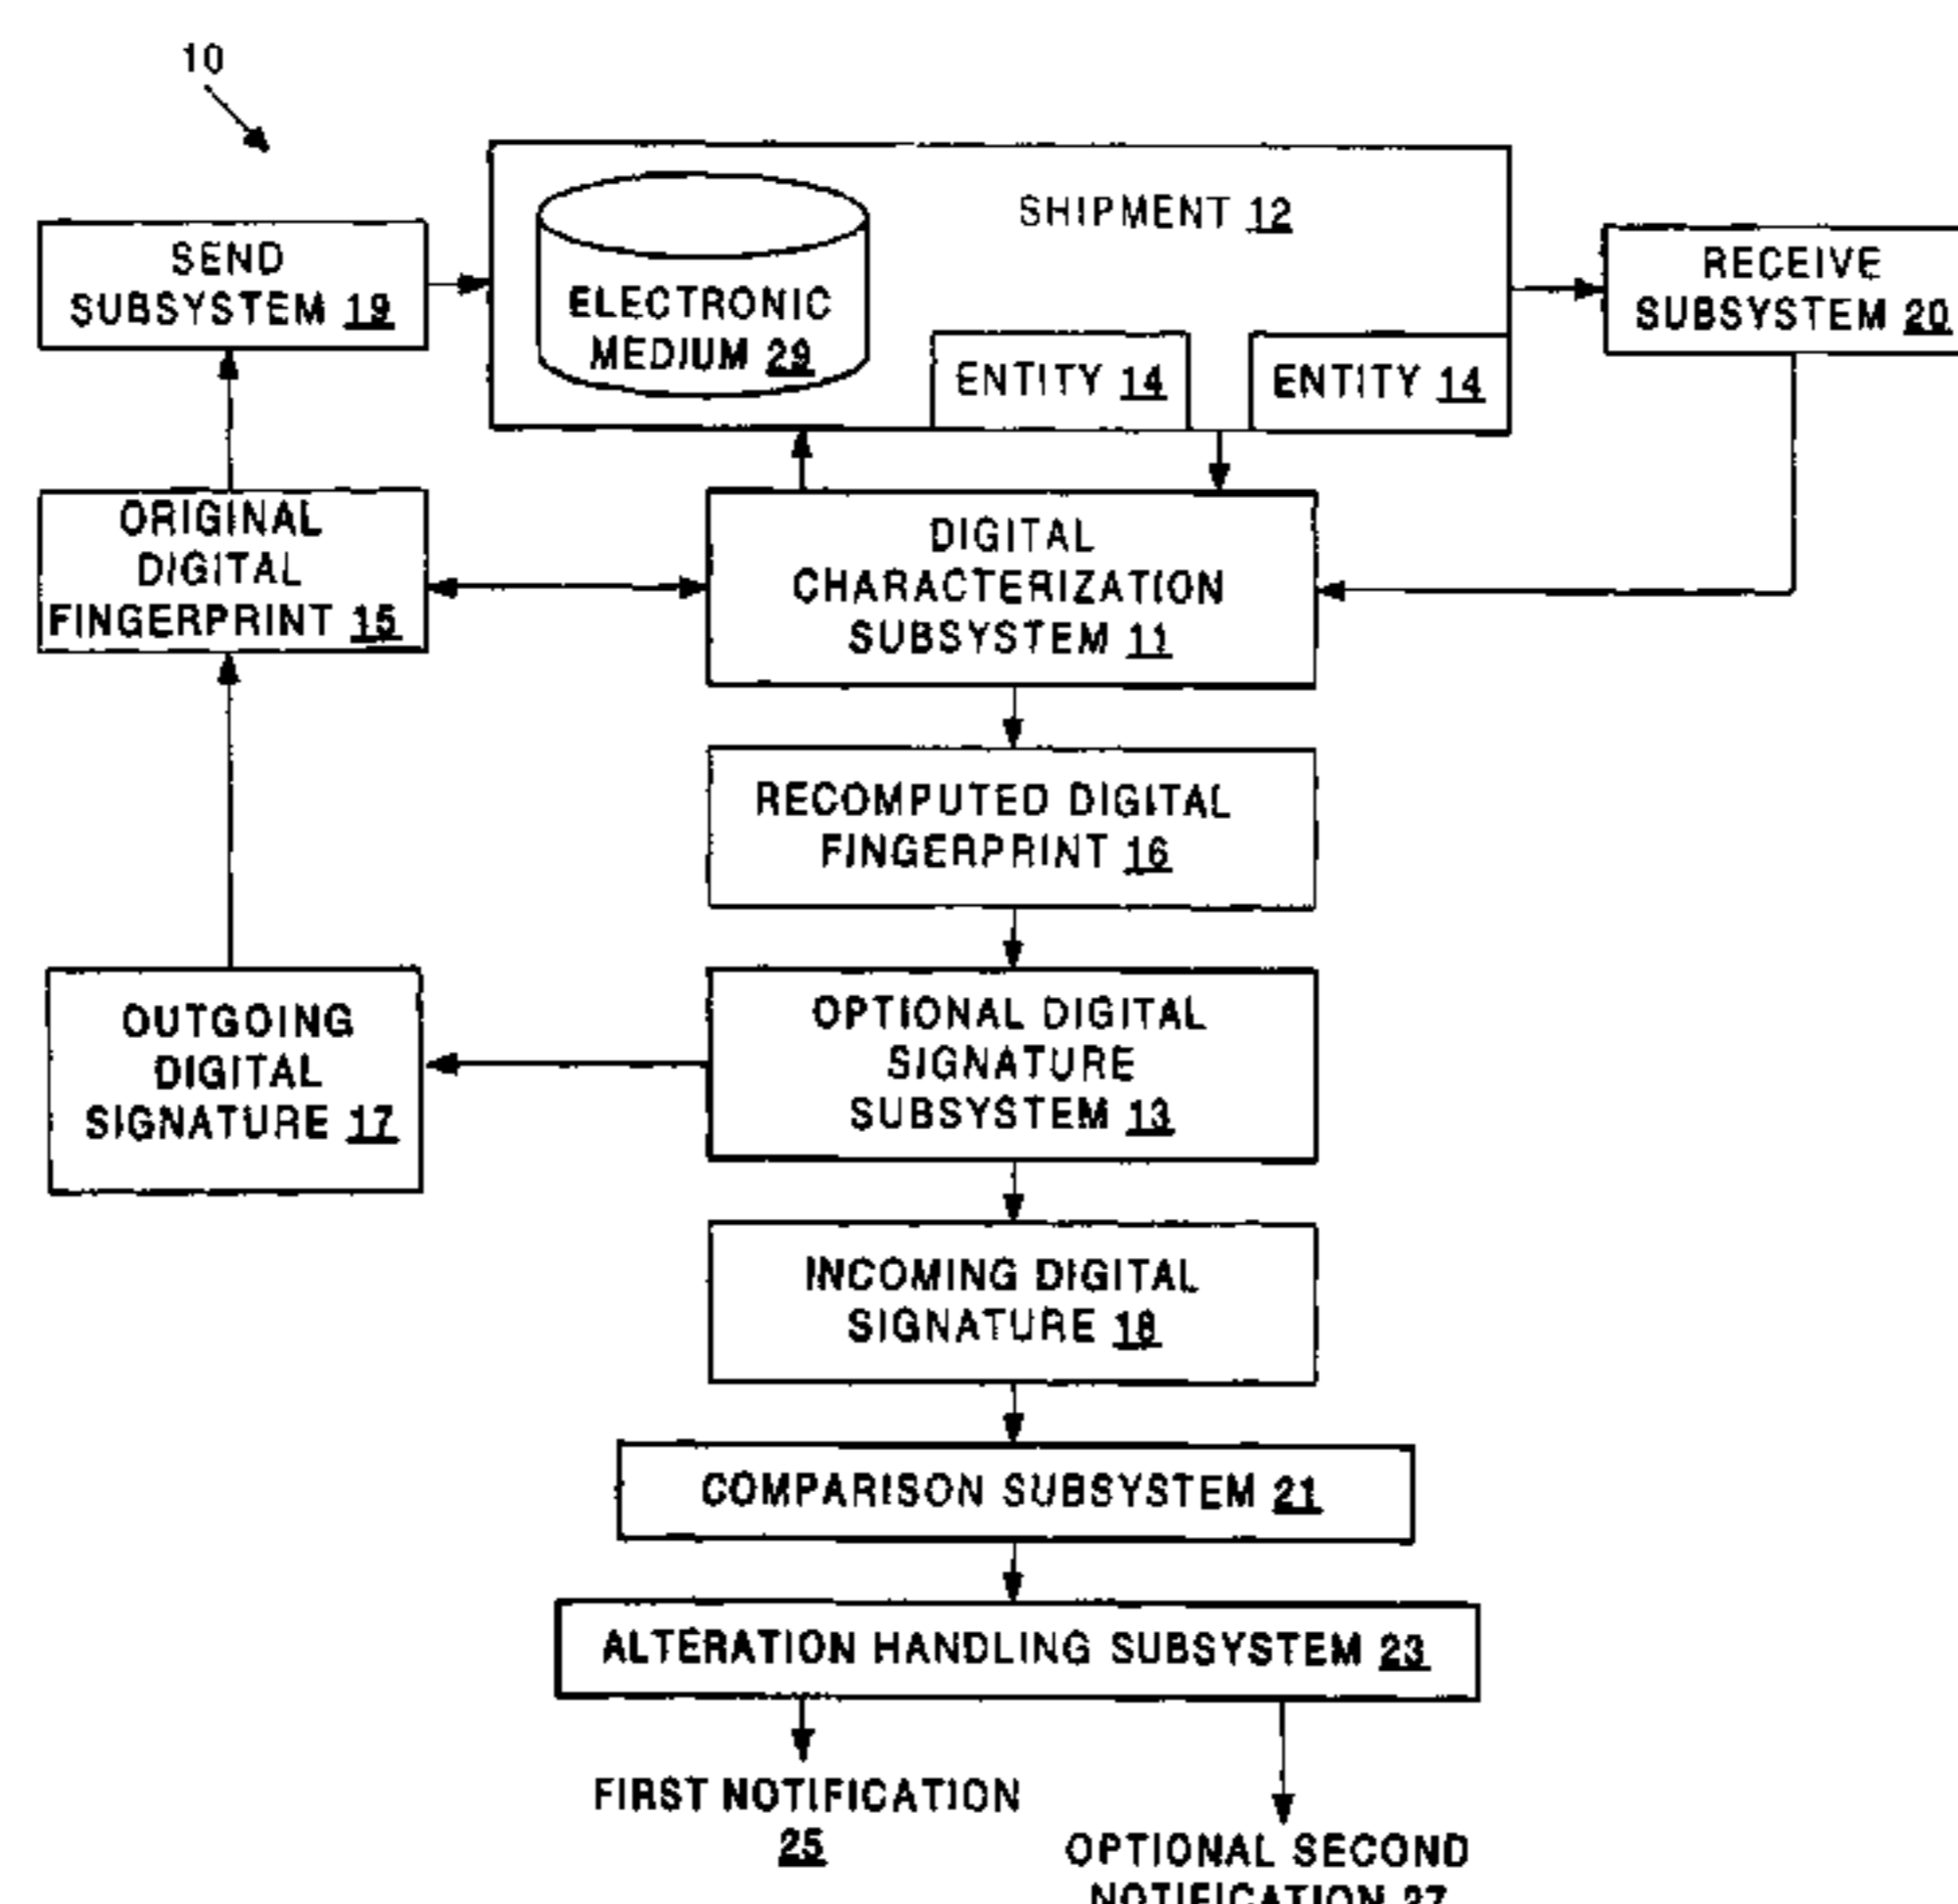 10
SHIPMENT 12
SEND
SUBSYSTEM 19
ELECTRONIC
MEDIUM 29
ENTITY 14
ENTITY 14
RECEIVE
SUBSYSTEM 20
ORIGINAL
DIGITAL
FINGERPRINT 15
DIGITAL
CHARACTERIZATION
SUBSYSTEM 11
RECOMPUTED DIGITAL
FINGERPRINT 16
OUTGOING
DIGITAL
SIGNATURE 17
OPTIONAL DIGITAL
SIGNATURE
SUBSYSTEM 13
INCOMING DIGITAL
SIGNATURE 18
COMPARISON SUBSYSTEM 21
ALTERATION HANDLING SUBSYSTEM 23
FIRST NOTIFICATION
25
OPTIONAL SECOND
NOTIFICATION 27